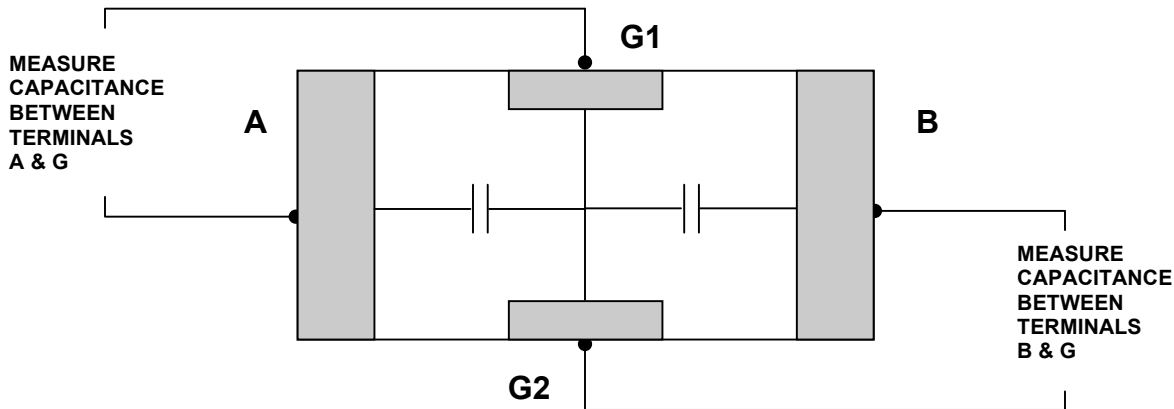 G1
MEASURE
CAPACITANCE
BETWEEN
TERMINALS
A & G
A
B
MEASURE
CAPACITANCE
BETWEEN
TERMINALS
B & G
G2